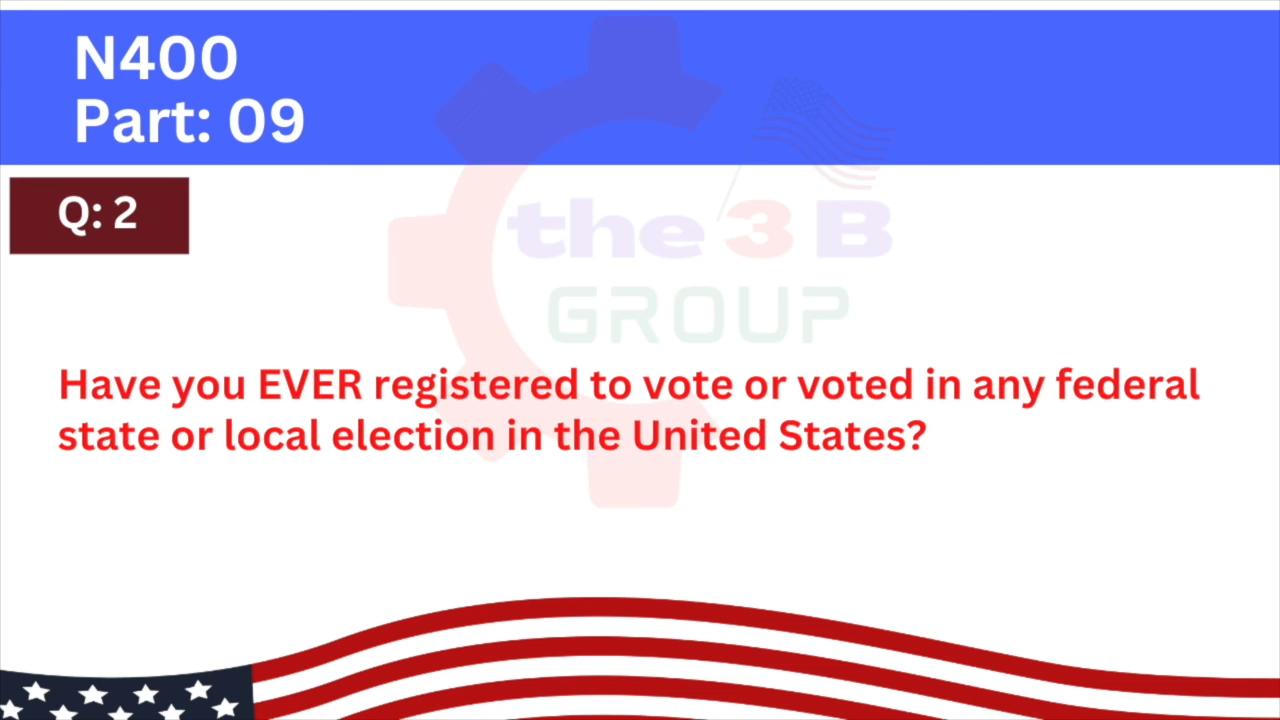 N400
Part: 09
Q: 2
the 3 B
GROUP
Have you EVER registered to vote or voted in any federal
state or local election in the United States?